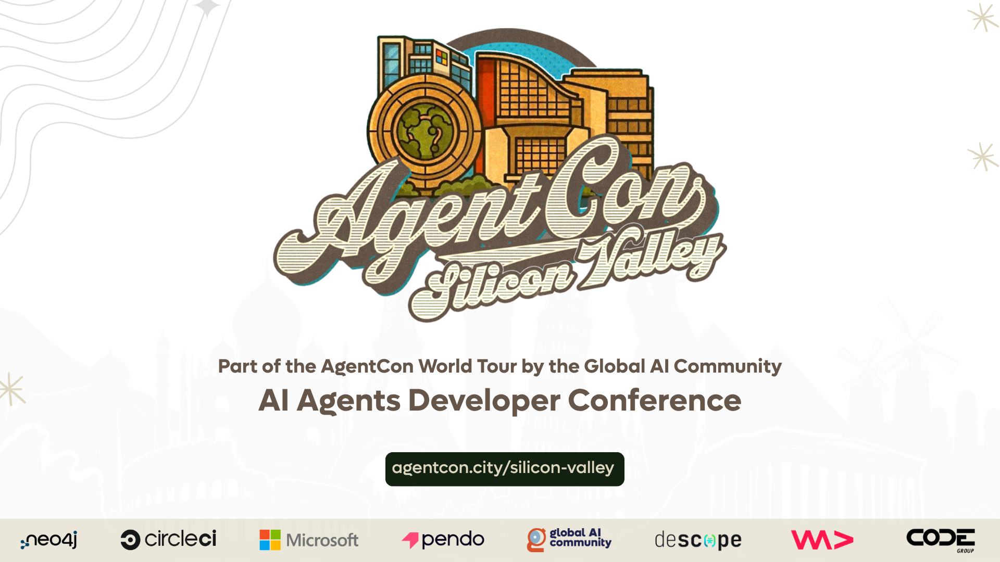 AgentCon
Silicon Valley
Part of the AgentCon World Tour by the Global AI Community
AI Agents Developer Conference
agentcon.city/silicon-valley
neo4j
circleci
Microsoft
pendo
global AI
community
descope
CODE
GROUP